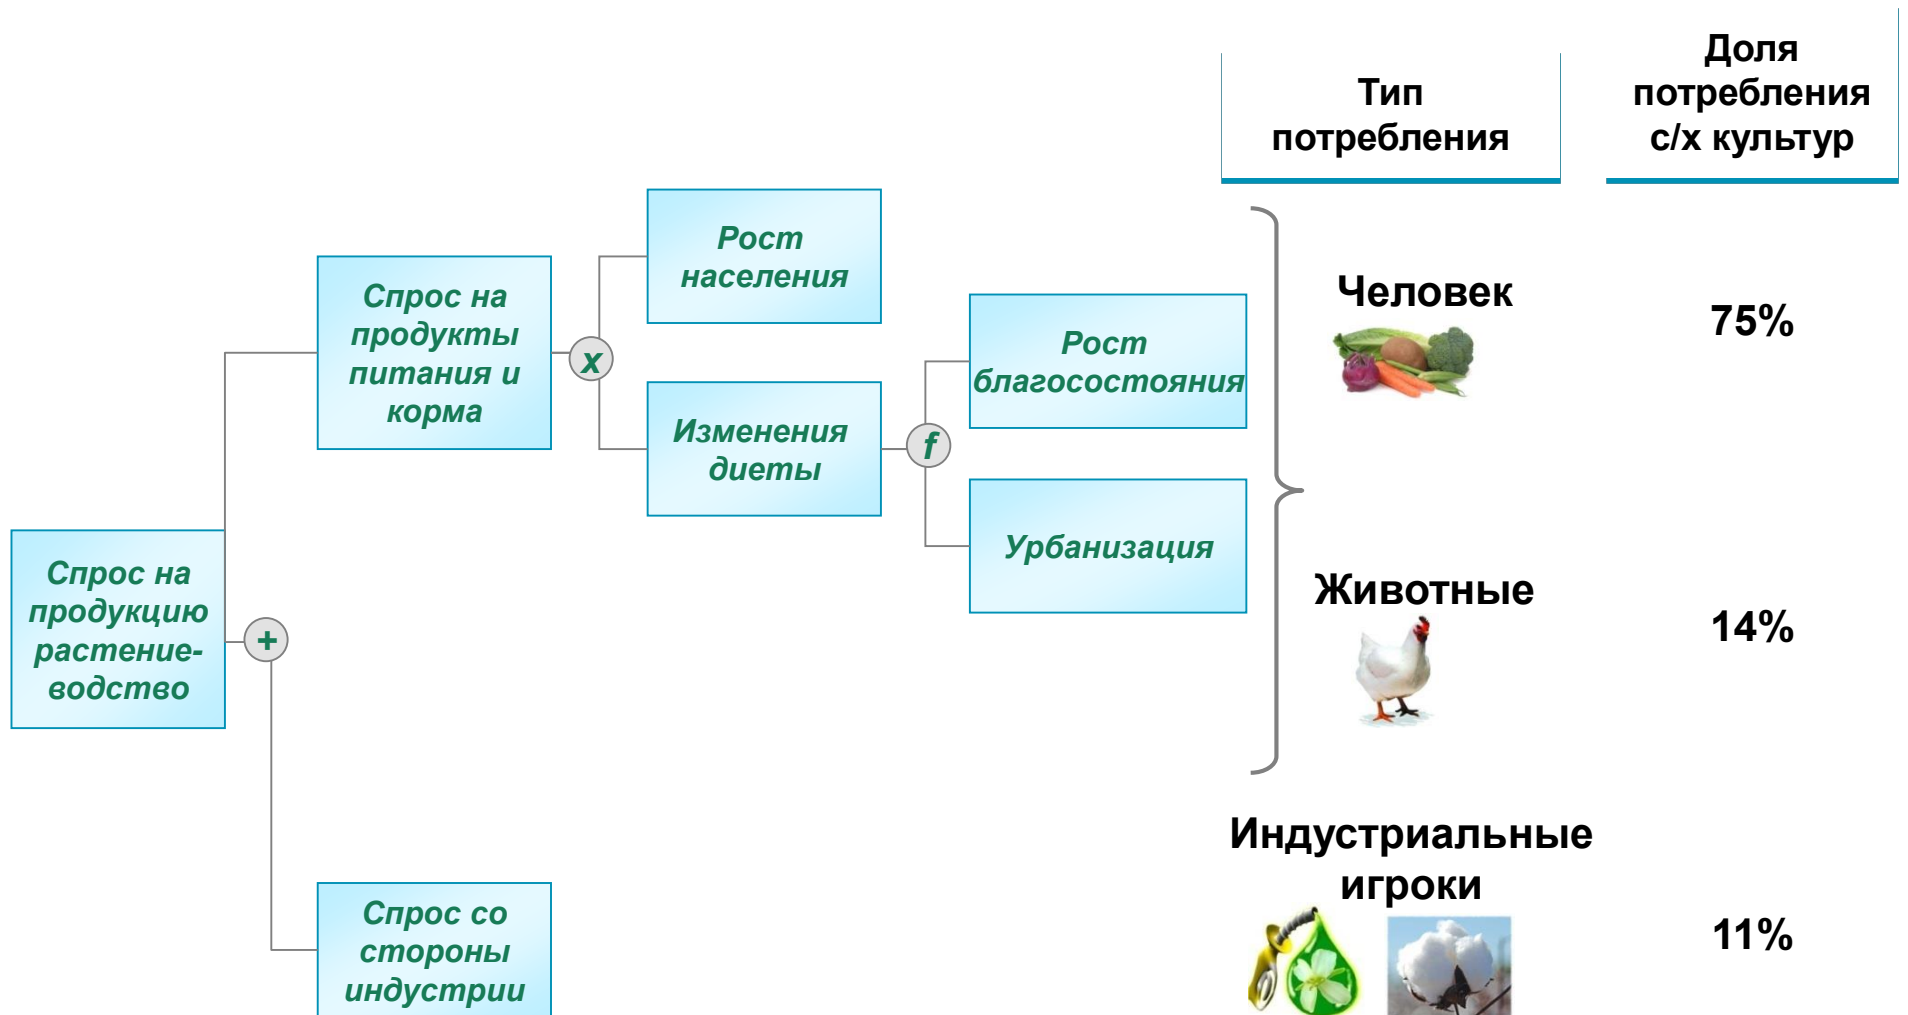 Тип
потребления
Доля
потребления
с/х культур
Спрос на
продукцию
растение-
водство
+
Спрос на
продукты
питания и
корма
x
Рост
населения
Изменения
диеты
f
Рост
благосостояния
Урбанизация
Спрос со
стороны
индустрии
Человек
75%
Животные
14%
Индустриальные
игроки
11%